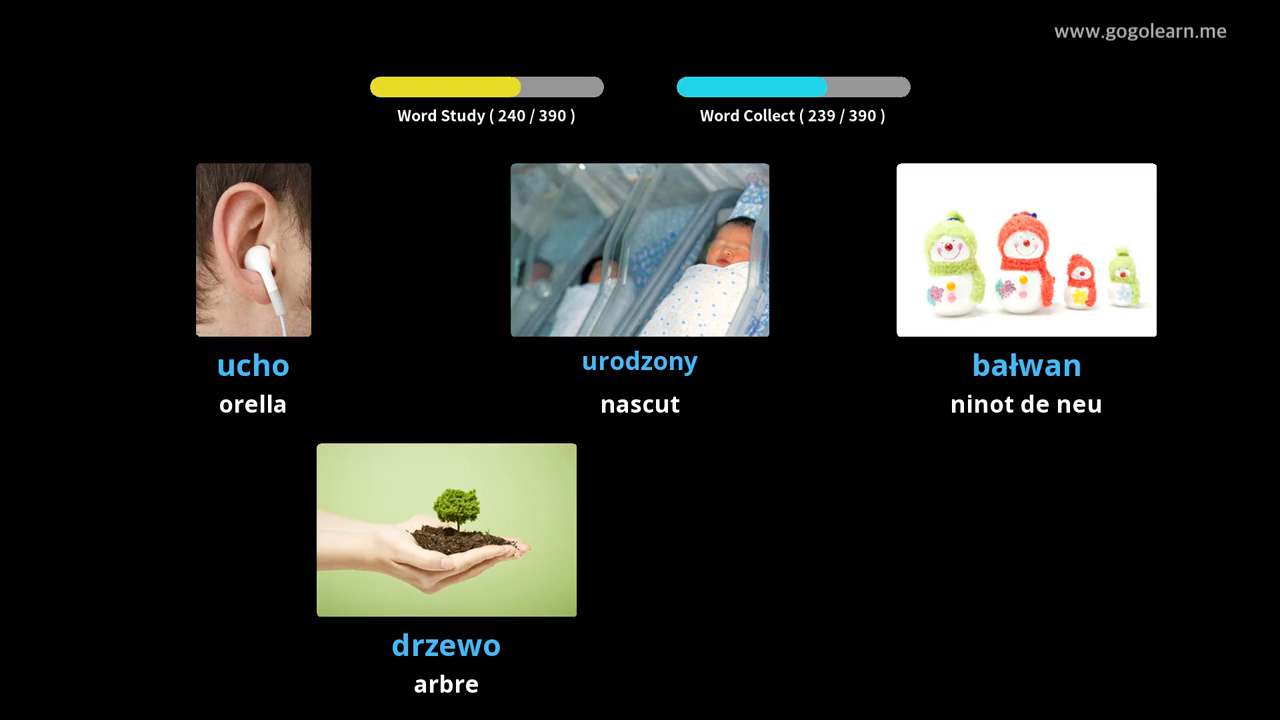 www.gogolearn.me
Word Study ( 240 / 390 )
Word Collect ( 239 / 390 )
ucho
orella
urodzony
nascut
bałwan
ninot de neu
drzewo
arbre